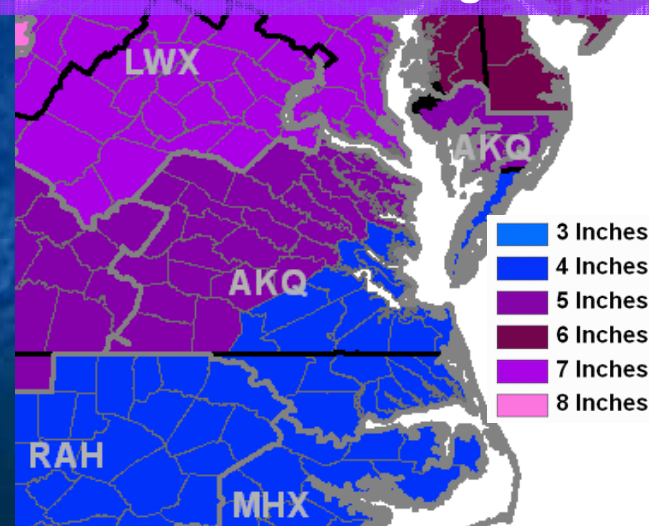 LWX
AKQ
AKQ
RAH
MHX
3 Inches
4 Inches
5 Inches
6 Inches
7 Inches
8 Inches